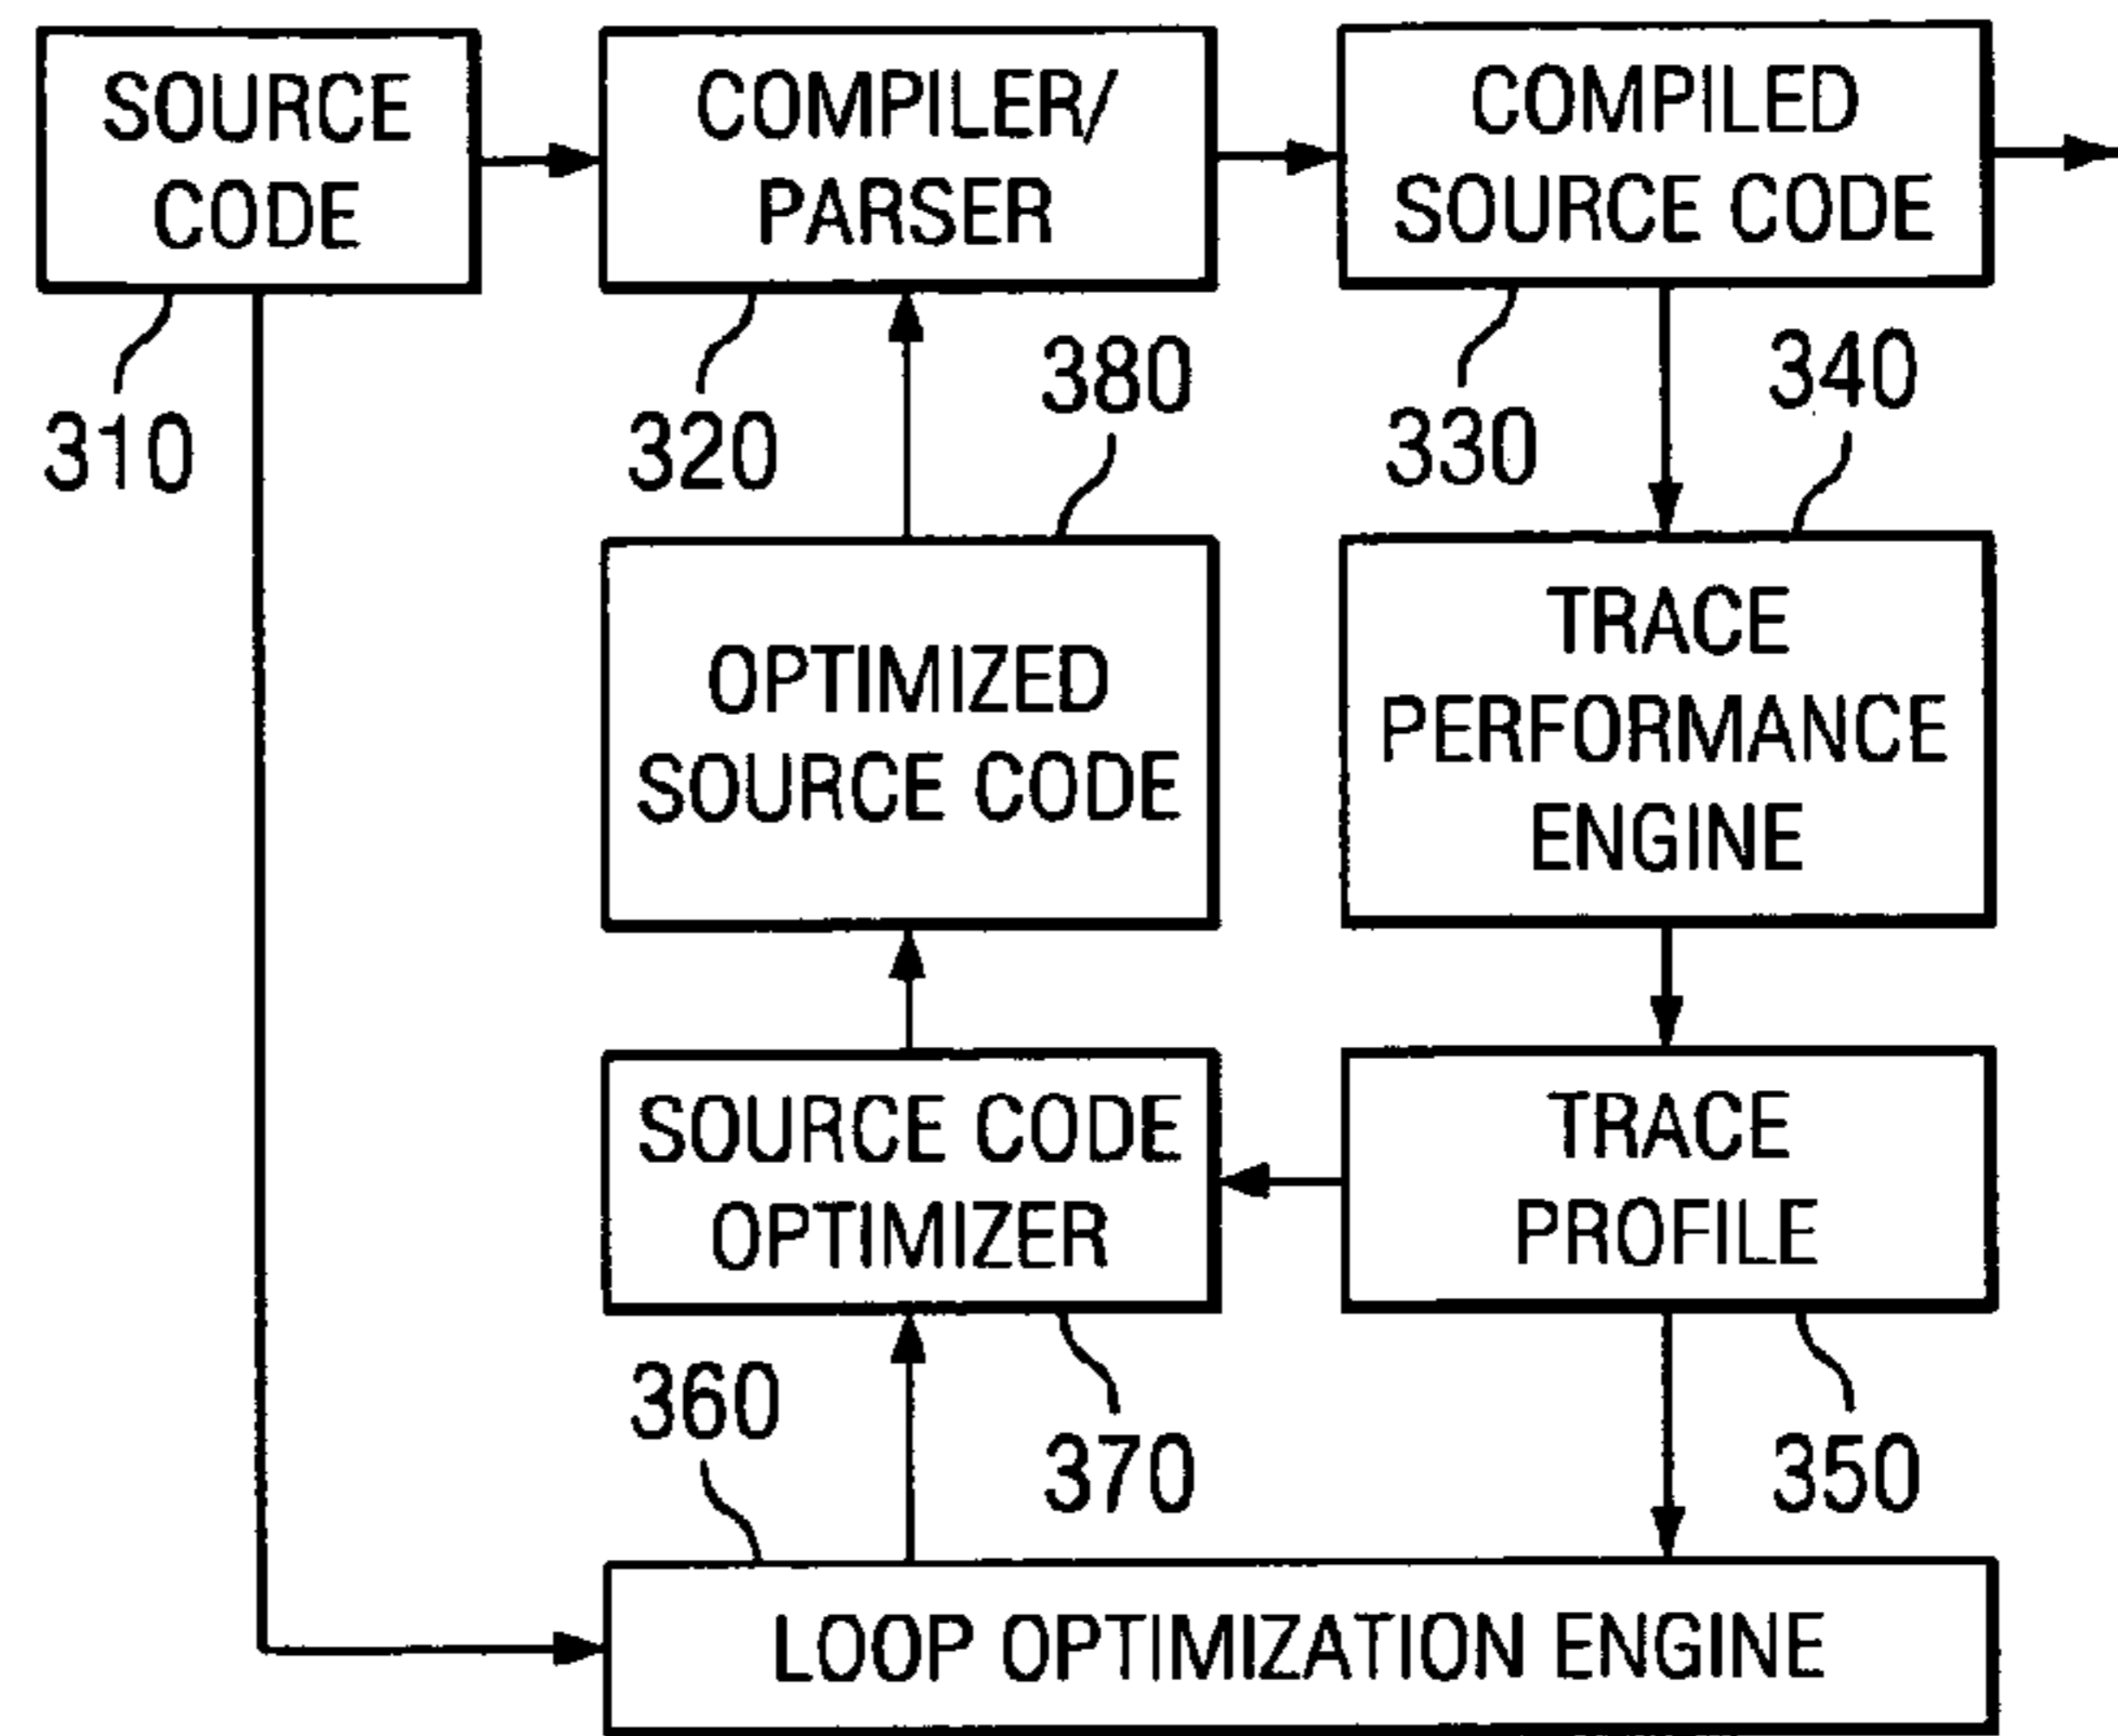 SOURCE
CODE
COMPILER/
PARSER
COMPILED
SOURCE CODE
310
320
380
330
340
OPTIMIZED
SOURCE CODE
TRACE
PERFORMANCE
ENGINE
SOURCE CODE
OPTIMIZER
TRACE
PROFILE
360
370
350
LOOP OPTIMIZATION ENGINE